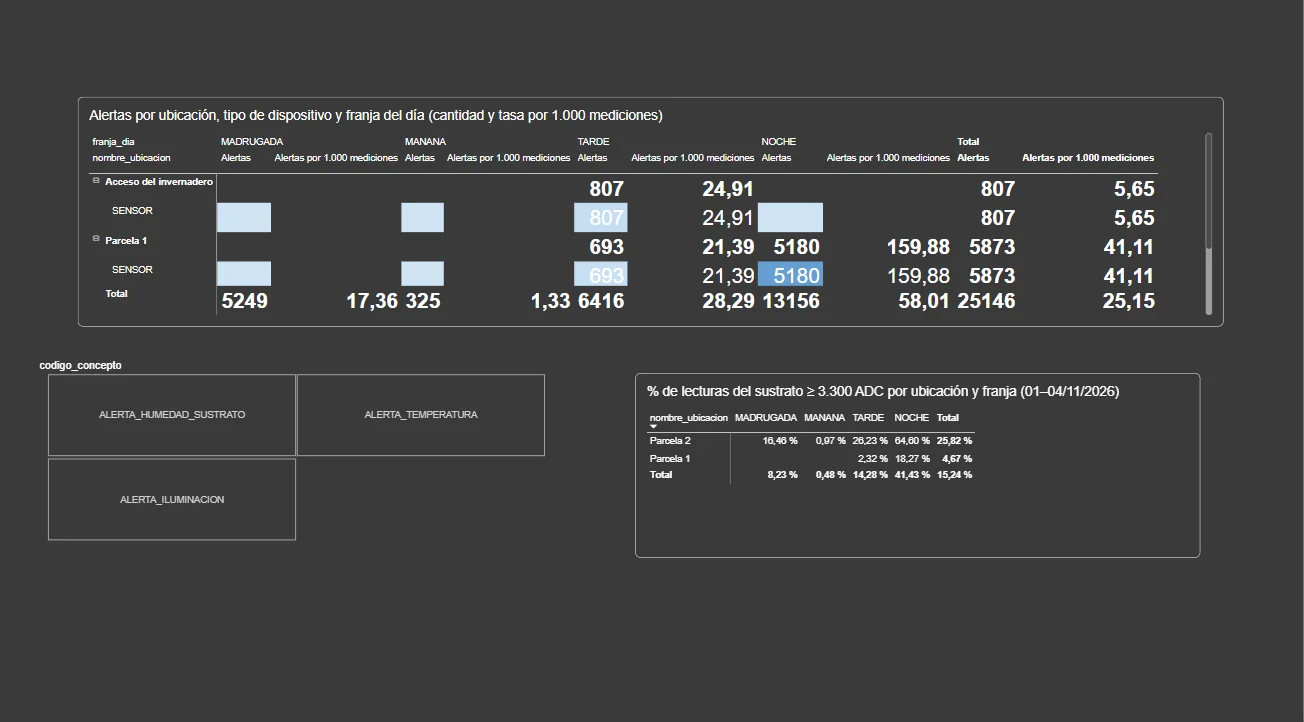 Alertas por ubicación, tipo de dispositivo y franja del día (cantidad y tasa por 1.000 mediciones)
franja_dia MADRUGADA MANANA TARDE NOCHE Total
nombre_ubicacion Alertas Alertas por 1.000 mediciones Alertas Alertas por 1.000 mediciones Alertas Alertas por 1.000 mediciones Alertas Alertas por 1.000 mediciones Alertas Alertas por 1.000 mediciones
Acceso del invernadero 807 24,91 807 5,65
SENSOR 807 24,91 807 5,65
Parcela 1 693 21,39 5180 159,88 5873 41,11
SENSOR 693 21,39 5180 159,88 5873 41,11
Total 5249 17,36 325 1,33 6416 28,29 13156 58,01 25146 25,15
codigo_concepto
ALERTA_HUMEDAD_SUSTRATO ALERTA_TEMPERATURA
ALERTA_ILUMINACION
% de lecturas del sustrato ≥ 3.300 ADC por ubicación y franja (01–04/11/2026)
nombre_ubicacion MADRUGADA MANANA TARDE NOCHE Total
Parcela 2 16,46 % 0,97 % 26,23 % 64,60 % 25,82 %
Parcela 1 2,32 % 18,27 % 4,67 %
Total 8,23 % 0,48 % 14,28 % 41,43 % 15,24 %